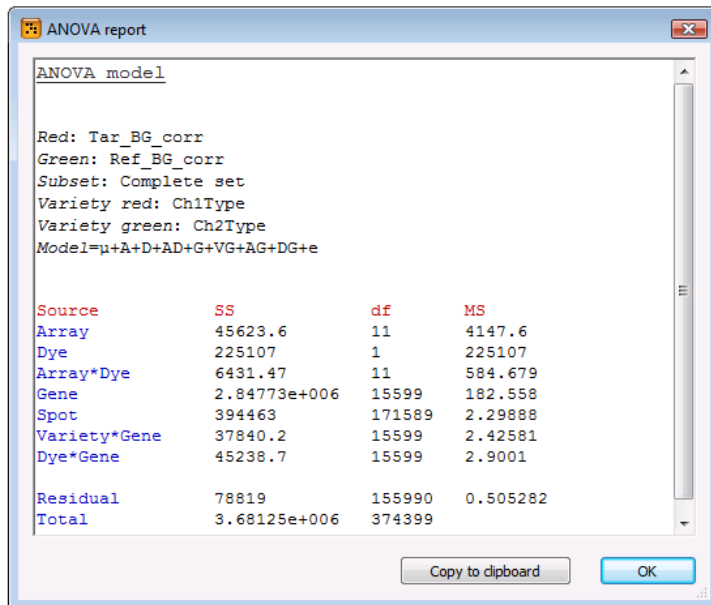 ANOVA report
ANOVA model
Red: Tar_BG_corr
Green: Ref_BG_corr
Subset: Complete set
Variety red: Ch1Type
Variety green: Ch2Type
Model=µ+A+D+AD+G+VG+AG+DG+e
Source SS df MS
Array 45623.6 11 4147.6
Dye 225107 1 225107
Array*Dye 6431.47 11 584.679
Gene 2.84773e+006 15599 182.558
Spot 394463 171589 2.29888
Variety*Gene 37840.2 15599 2.42581
Dye*Gene 45238.7 15599 2.9001
Residual 78819 155990 0.505282
Total 3.68125e+006 374399
Copy to clipboard OK